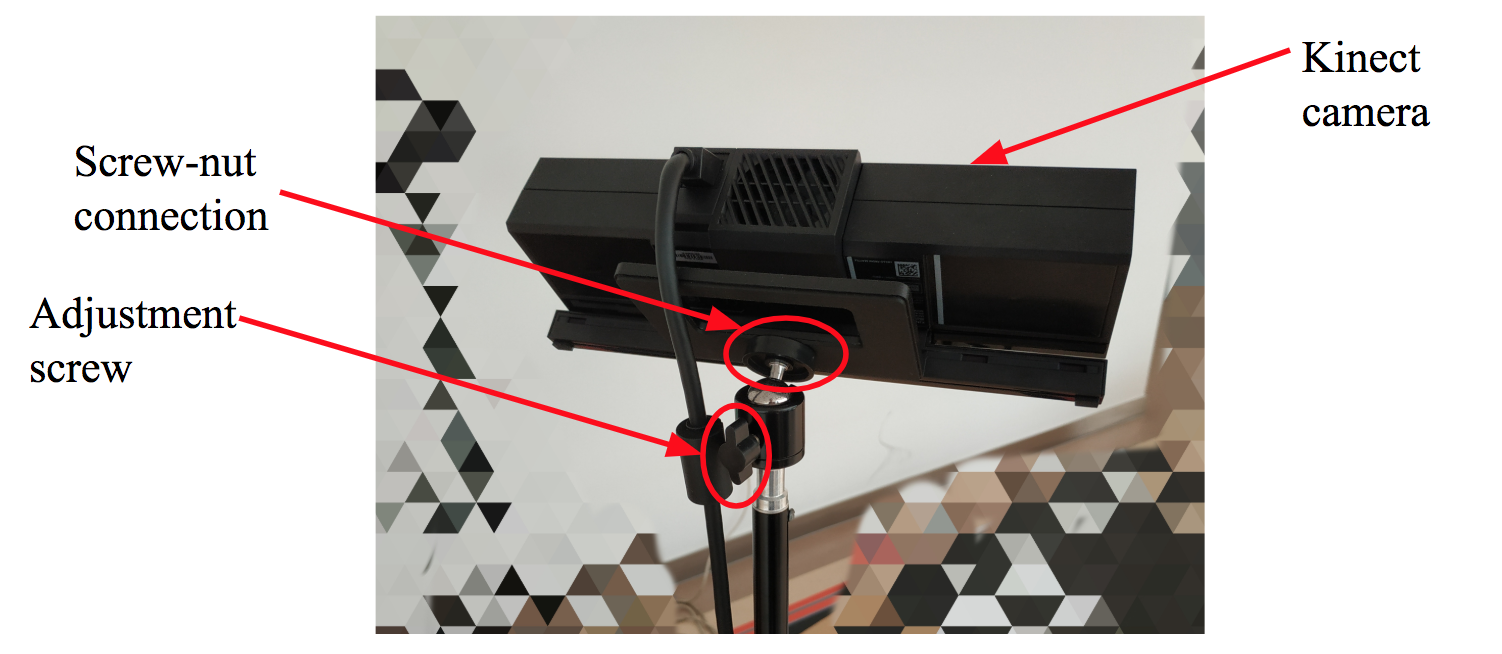 Kinect
camera
Screw-nut
connection
Adjustment
screw